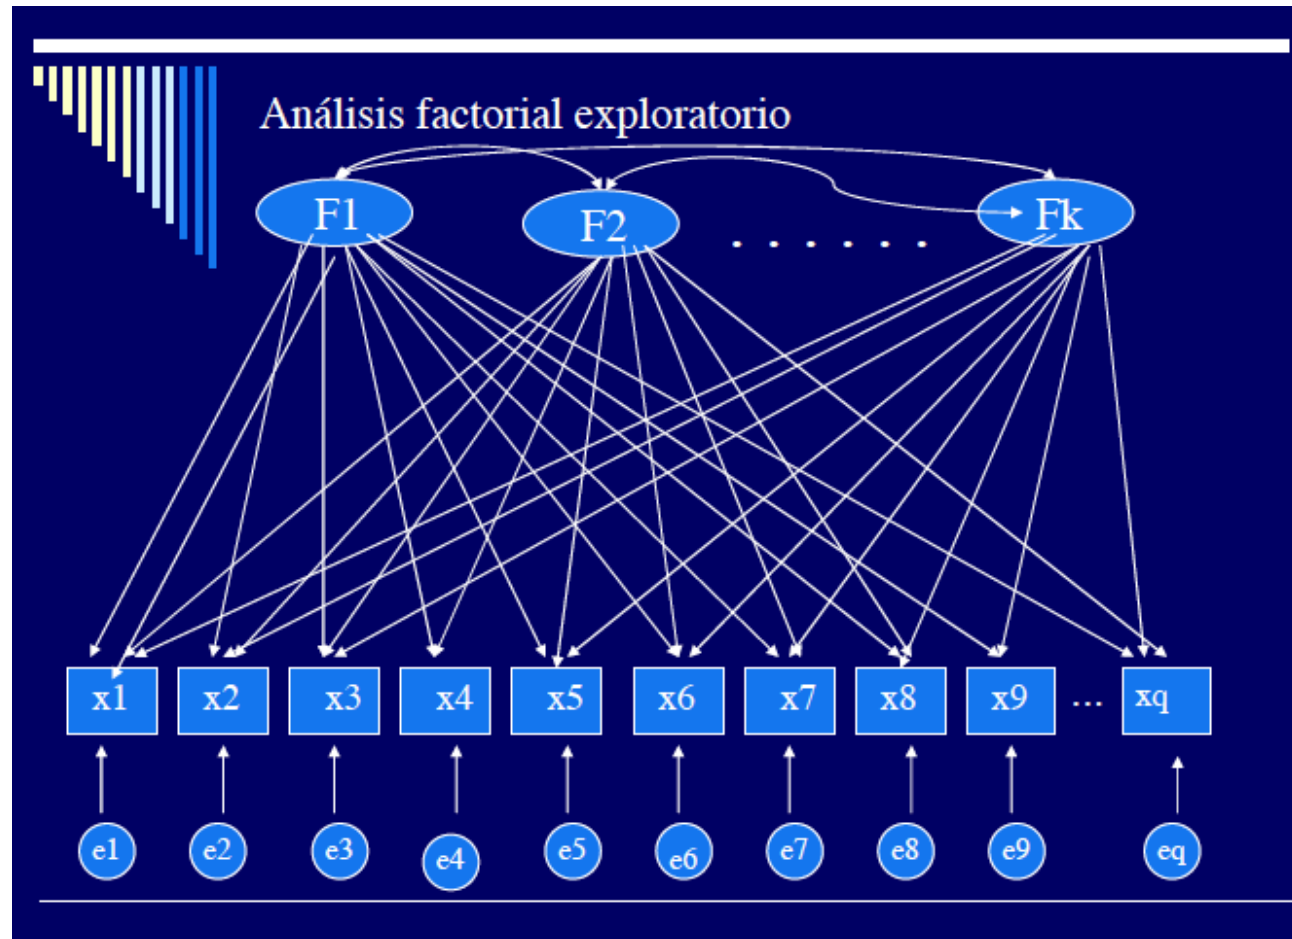 Análisis factorial exploratorio
F1 F2 ...... Fk
x1 x2 x3 x4 x5 x6 x7 x8 x9 ... xq
e1 e2 e3 e4 e5 e6 e7 e8 e9 eq